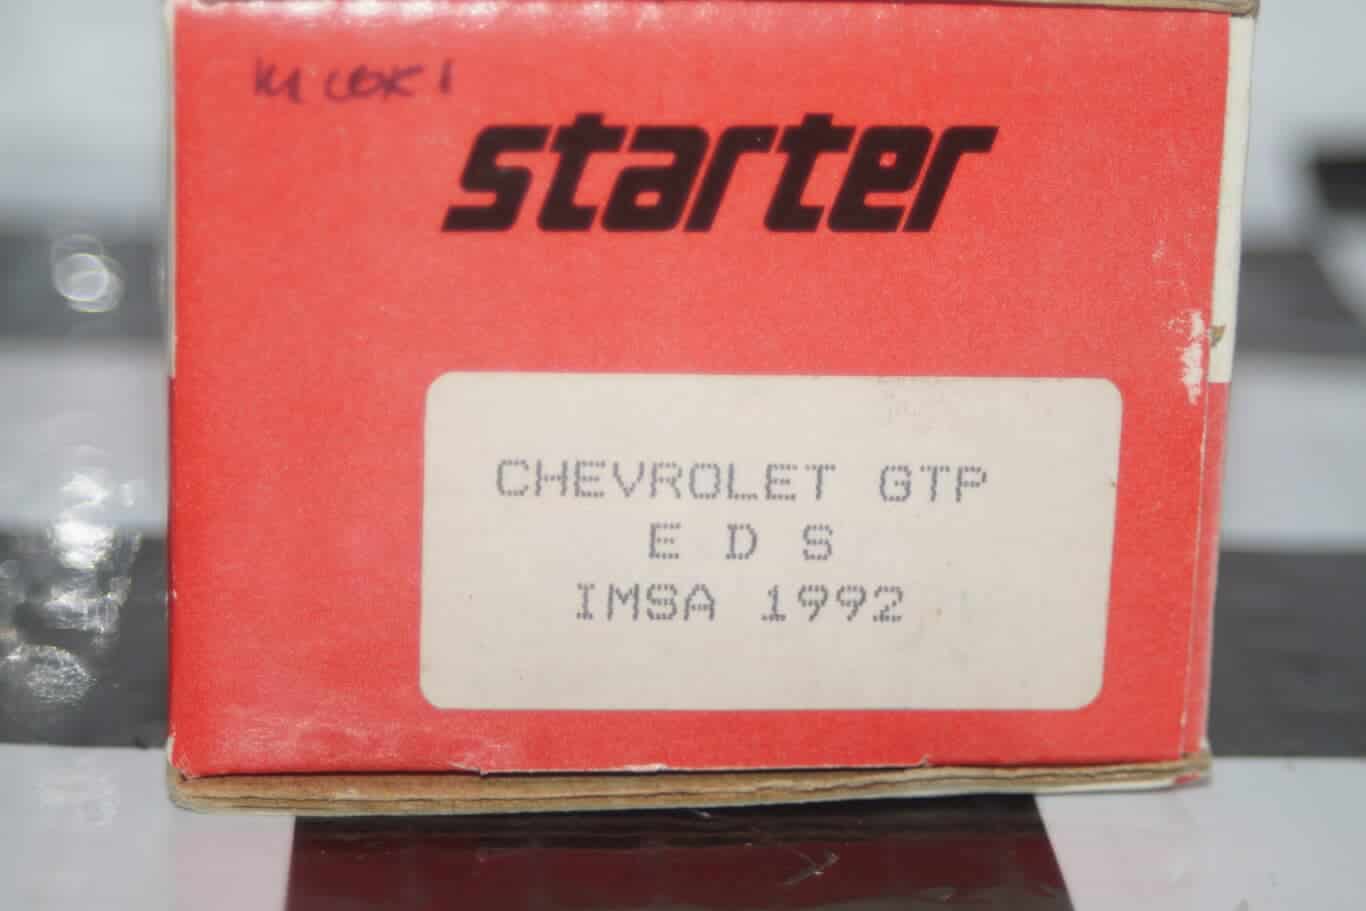 starter
CHEVROLET GTP
E D S
IMSA 1992